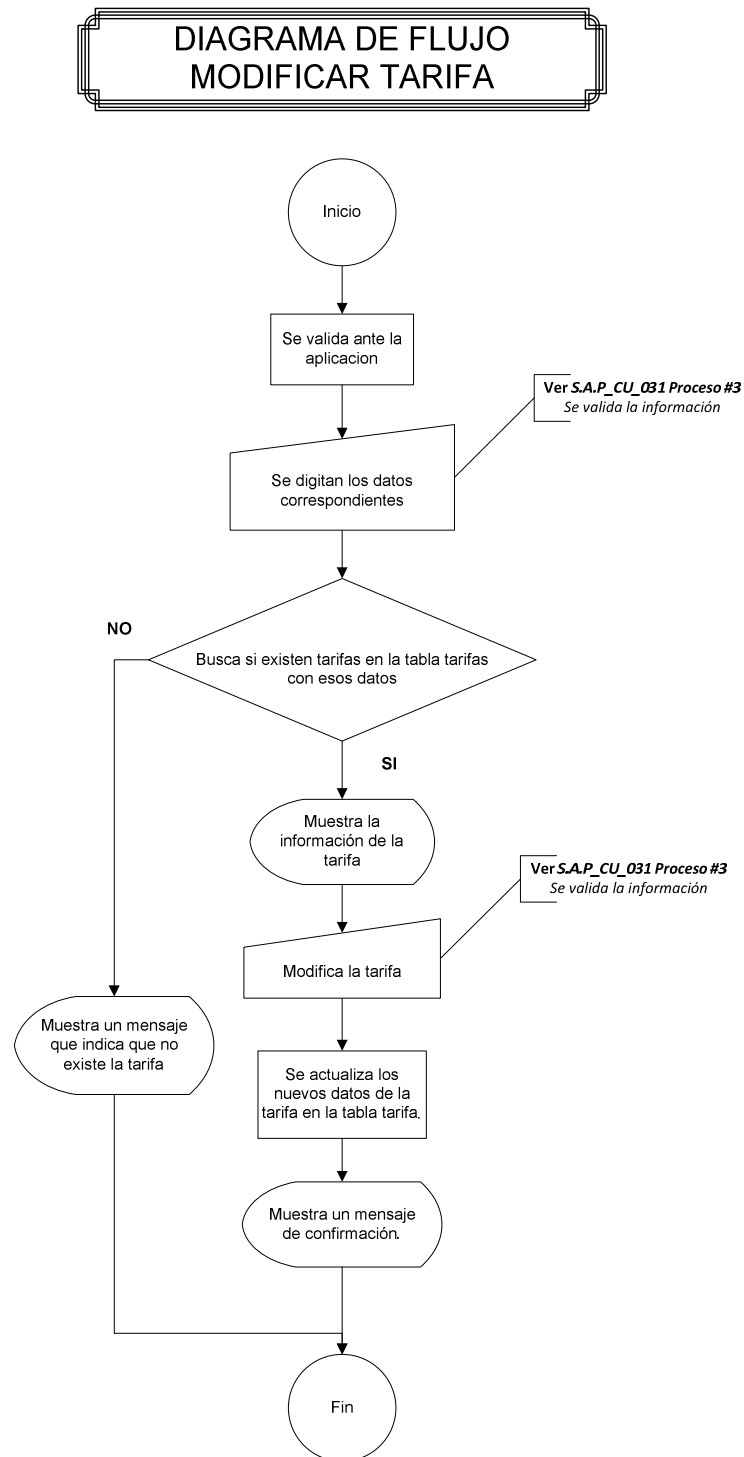 DIAGRAMA DE FLUJO
MODIFICAR TARIFA
Inicio
Se valida ante la
aplicacion
Ver S.A.P_CU_031 Proceso #3
Se valida la información
Se digitan los datos
correspondientes
NO
Busca si existen tarifas en la tabla tarifas
con esos datos
SI
Muestra la
información de la
tarifa
Ver S.A.P_CU_031 Proceso #3
Se valida la información
Modifica la tarifa
Muestra un mensaje
que indica que no
existe la tarifa
Se actualiza los
nuevos datos de la
tarifa en la tabla tarifa.
Muestra un mensaje
de confirmación.
Fin